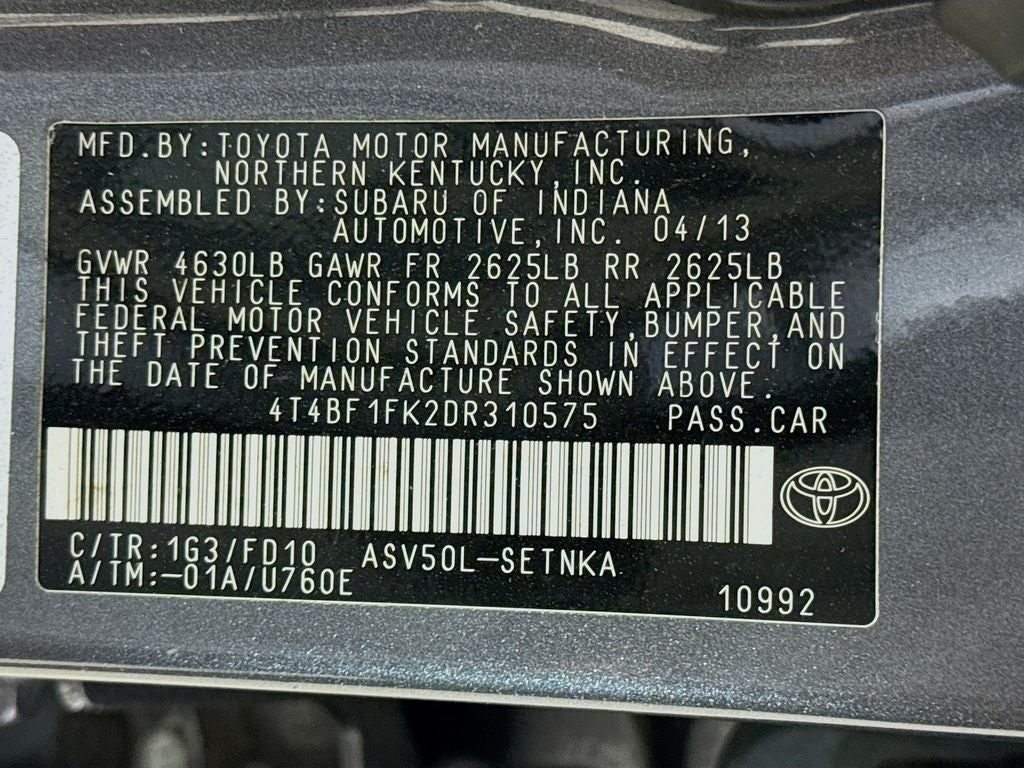 MFD.BY:TOYOTA MOTOR MANUFACTURING,
NORTHERN KENTUCKY,INC.
ASSEMBLED BY:SUBARU OF INDIANA
AUTOMOTIVE,INC. 04/13
GVWR 4630LB GAWR FR 2625LB RR 2625LB
THIS VEHICLE CONFORMS TO ALL APPLICABLE
FEDERAL MOTOR VEHICLE SAFETY,BUMPER,AND
THEFT PREVENTION STANDARDS IN EFFECT ON
THE DATE OF MANUFACTURE SHOWN ABOVE.
4T4BF1FK2DR310575 PASS.CAR
C/TR:1G3/FD10 ASV50L-SETNKA
A/TM:-01A/U760E
10992